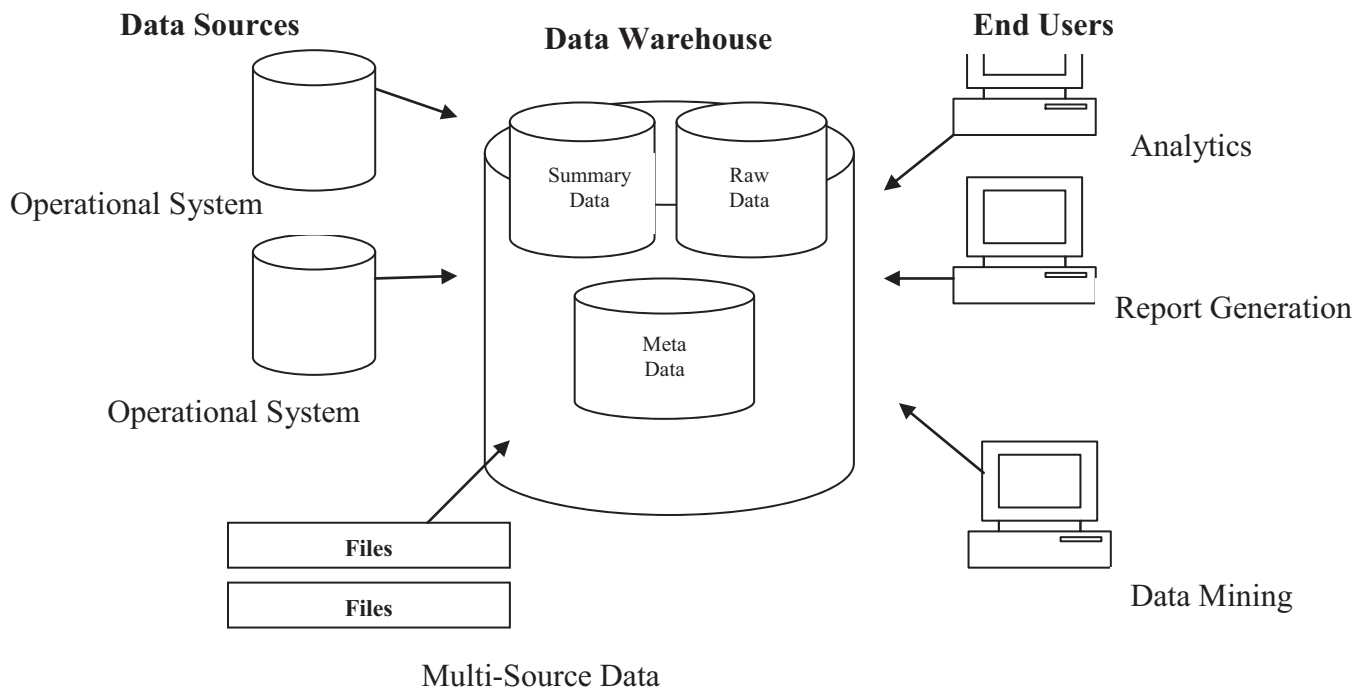 Data Sources
Data Warehouse
End Users
Operational System
Operational System
Files
Files
Multi-Source Data
Summary
Data
Raw
Data
Meta
Data
Analytics
Report Generation
Data Mining